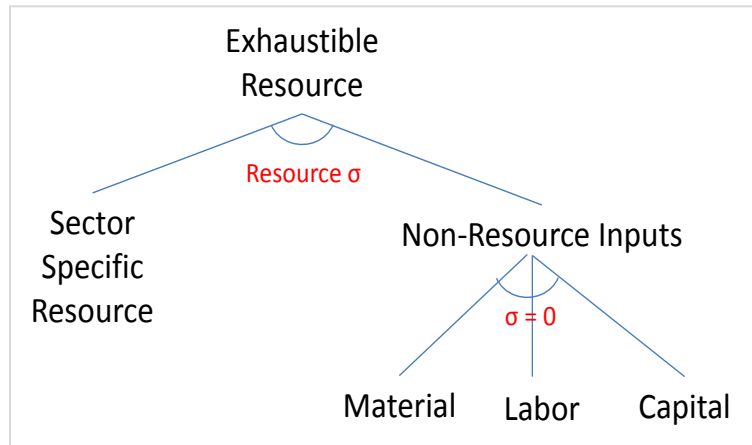 Exhaustible
Resource
Resource σ
Sector
Specific
Resource
Non-Resource Inputs
σ = 0
Material
Labor
Capital